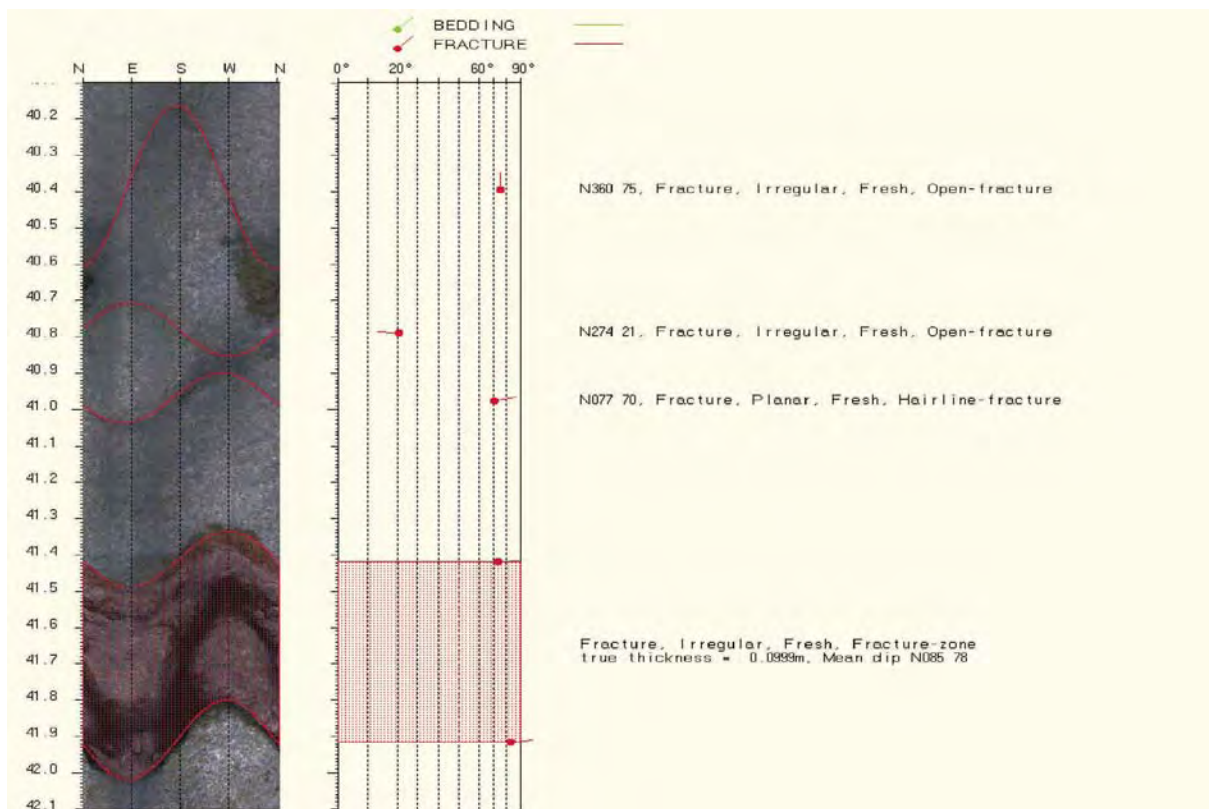 BEDDING
FRACTURE
N E S W N 0° 20° 60° 90°
40.2
40.3
40.4
N360 75, Fracture, Irregular, Fresh, Open-fracture
40.5
40.6
40.7
40.8
N274 21, Fracture, Irregular, Fresh, Open-fracture
40.9
N077 70, Fracture, Planar, Fresh, Hairline-fracture
41.0
41.1
41.2
41.3
41.4
41.5
41.6
Fracture, Irregular, Fresh, Fracture-zone
true thickness = 0.0999m, Mean dip N085 78
41.7
41.8
41.9
42.0
42.1